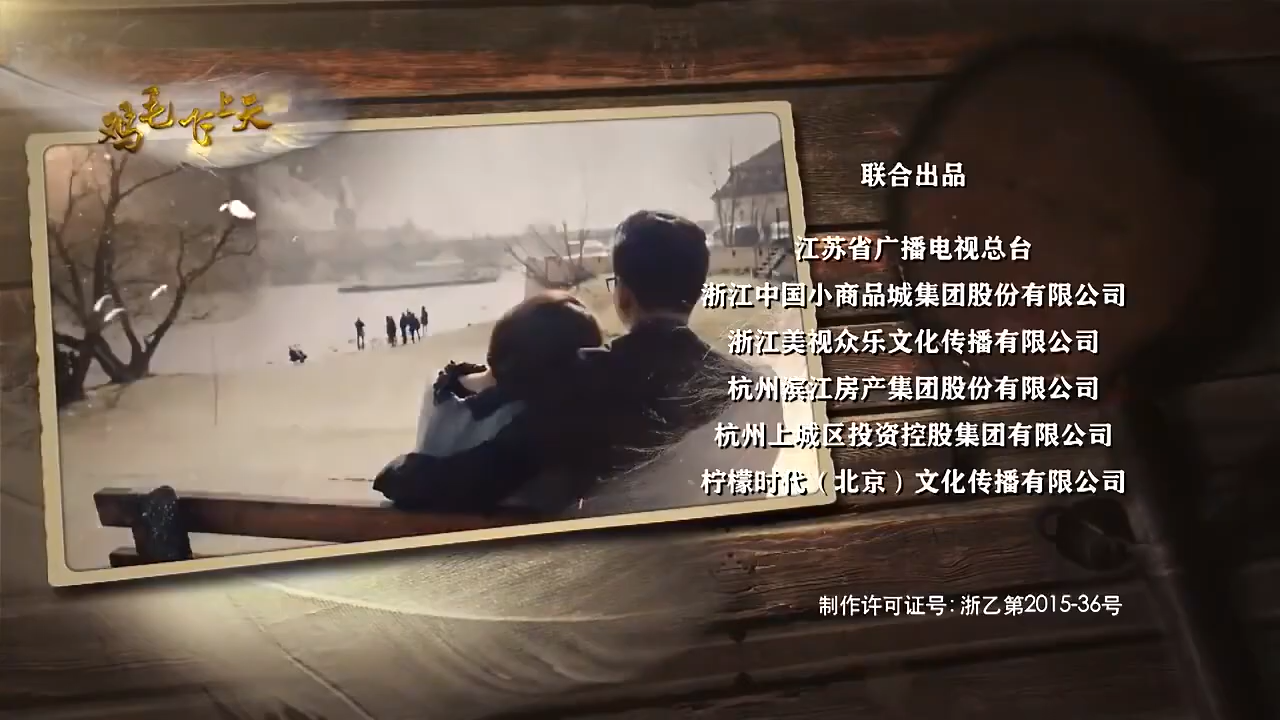 鸡毛飞上天
联合出品
江苏省广播电视总台
浙江中国小商品城集团股份有限公司
浙江美视众乐文化传播有限公司
杭州滨江房产集团股份有限公司
杭州上城区投资控股集团有限公司
柠檬时代（北京）文化传播有限公司
制作许可证号：浙乙第2015-36号